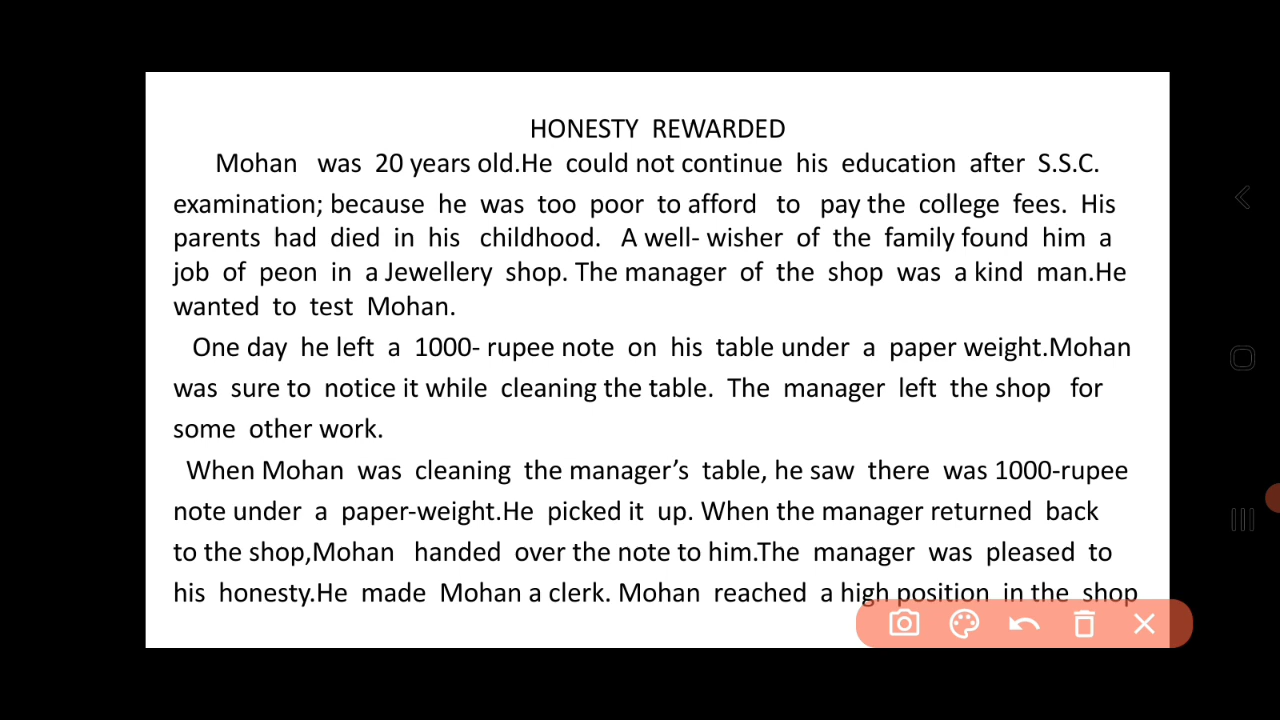 HONESTY REWARDED
Mohan was 20 years old.He could not continue his education after S.S.C.
examination; because he was too poor to afford to pay the college fees. His
parents had died in his childhood. A well- wisher of the family found him a
job of peon in a Jewellery shop. The manager of the shop was a kind man.He
wanted to test Mohan.
One day he left a 1000- rupee note on his table under a paper weight.Mohan
was sure to notice it while cleaning the table. The manager left the shop for
some other work.
When Mohan was cleaning the manager’s table, he saw there was 1000-rupee
note under a paper-weight.He picked it up. When the manager returned back
to the shop,Mohan handed over the note to him.The manager was pleased to
his honesty.He made Mohan a clerk. Mohan reached a high position in the shop